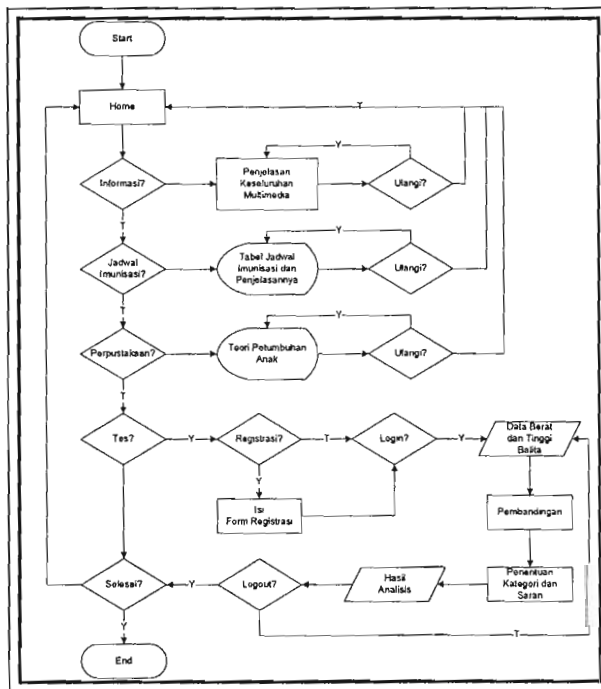 Start
Home
Y
Y
Informasi?
Penjelasan
Keseluruhan
Multimedia
Ulangi?
T
Y
Jadwal
Imunisasi?
Tabel Jadwal
Imunisasi dan
Penjelasannya
Ulangi?
T
Y
Perpustakaan?
Teori Petumbuhan
Anak
Ulangi?
Y
Tes?
Y
Registrasi?
T
Login?
Y
Data Berat
dan Tinggi
Balita
Y
Isi
Form Registrasi
Pembandingan
Selesai?
Y
Logout?
Hasil
Analisis
Penentuan
Kategori dan
Saran
Y
T
End